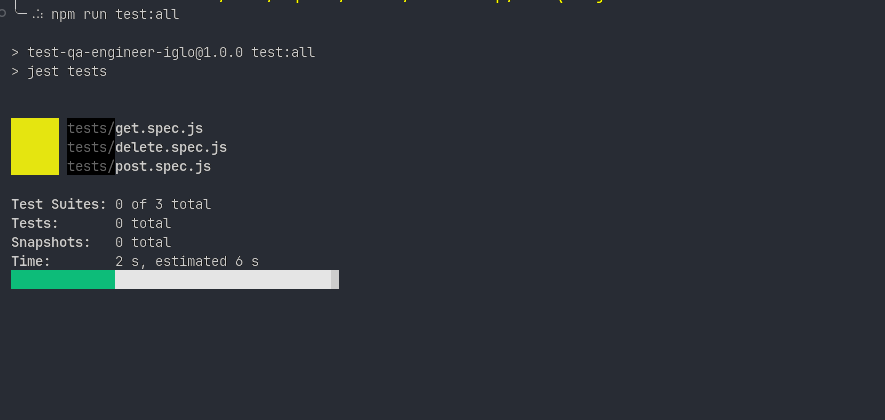 npm run test:all
> test-qa-engineer-iglo@1.0.0 test:all
> jest tests
tests/get.spec.js
tests/delete.spec.js
tests/post.spec.js
Test Suites: 0 of 3 total
Tests: 0 total
Snapshots: 0 total
Time: 2 s, estimated 6 s